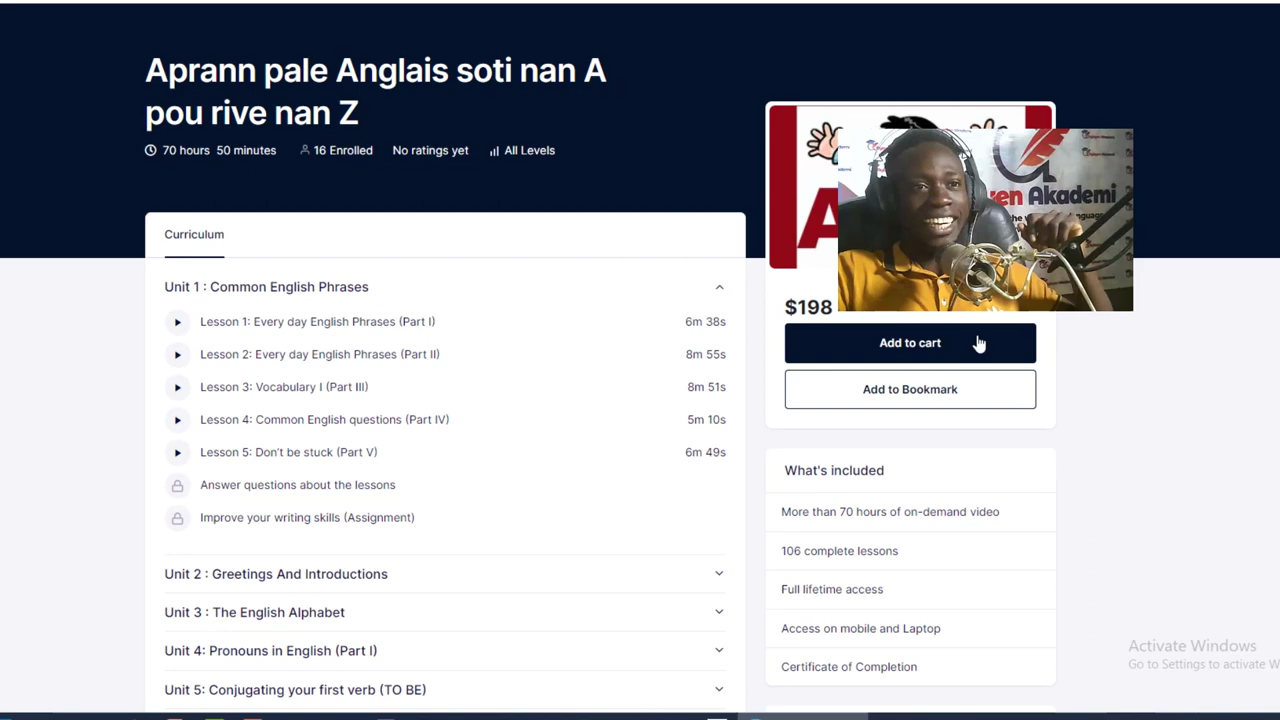 Aprann pale Anglais soti nan A
pou rive nan Z
70 hours 50 minutes 16 Enrolled No ratings yet All Levels
Curriculum
Unit 1 : Common English Phrases
Lesson 1: Every day English Phrases (Part I) 6m 38s
Lesson 2: Every day English Phrases (Part II) 8m 55s
Lesson 3: Vocabulary I (Part III) 8m 51s
Lesson 4: Common English questions (Part IV) 5m 10s
Lesson 5: Don't be stuck (Part V) 6m 49s
Answer questions about the lessons
Improve your writing skills (Assignment)
Unit 2 : Greetings And Introductions
Unit 3 : The English Alphabet
Unit 4: Pronouns in English (Part I)
Unit 5: Conjugating your first verb (TO BE)
A
Akademi
$198
Add to cart
Add to Bookmark
What's included
More than 70 hours of on-demand video
106 complete lessons
Full lifetime access
Access on mobile and Laptop
Certificate of Completion
Activate Windows
Go to Settings to activate W